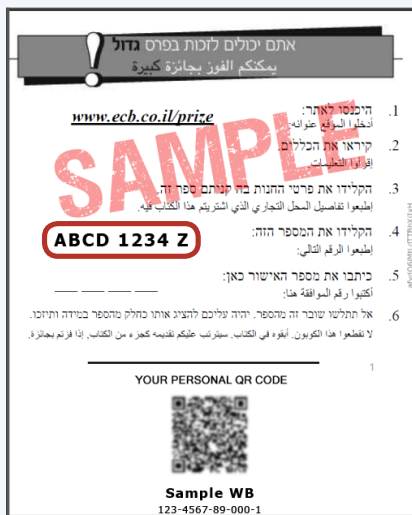 אתם יכולים לזכות בפרס גדול
يمكنكم الفوز بجائزة كبيرة
1. היכנסו לאתר: www.ecb.co.il/prize
أدخلوا الموقع عنوانه:
2. קיראו את הכללים.
إقرأوا التعليمات.
3. הקלידו את פרטי החנות בה קניתם ספר זה.
إطبعوا تفاصيل المحل التجاري الذي اشتريتم هذا الكتاب فيه.
4. הקלידו את המספר הזה: ABCD 1234 Z
إطبعوا الرقم التالي:
5. כיתבו את מספר האישור כאן:
أكتبوا رقم الموافقة هنا:
6. אל תתלשו שובר זה מהספר. יהיה עליכם להציג אותו כחלק מהספר במידה ותיזכו.
لا تقطعوا هذا الكوبون. أبقوه في الكتاب. سيترتب عليكم تقديمه كجزء من الكتاب, إذا فزتم بجائزة.
SAMPLE
1
YOUR PERSONAL QR CODE
Sample WB
123-4567-89-000-1